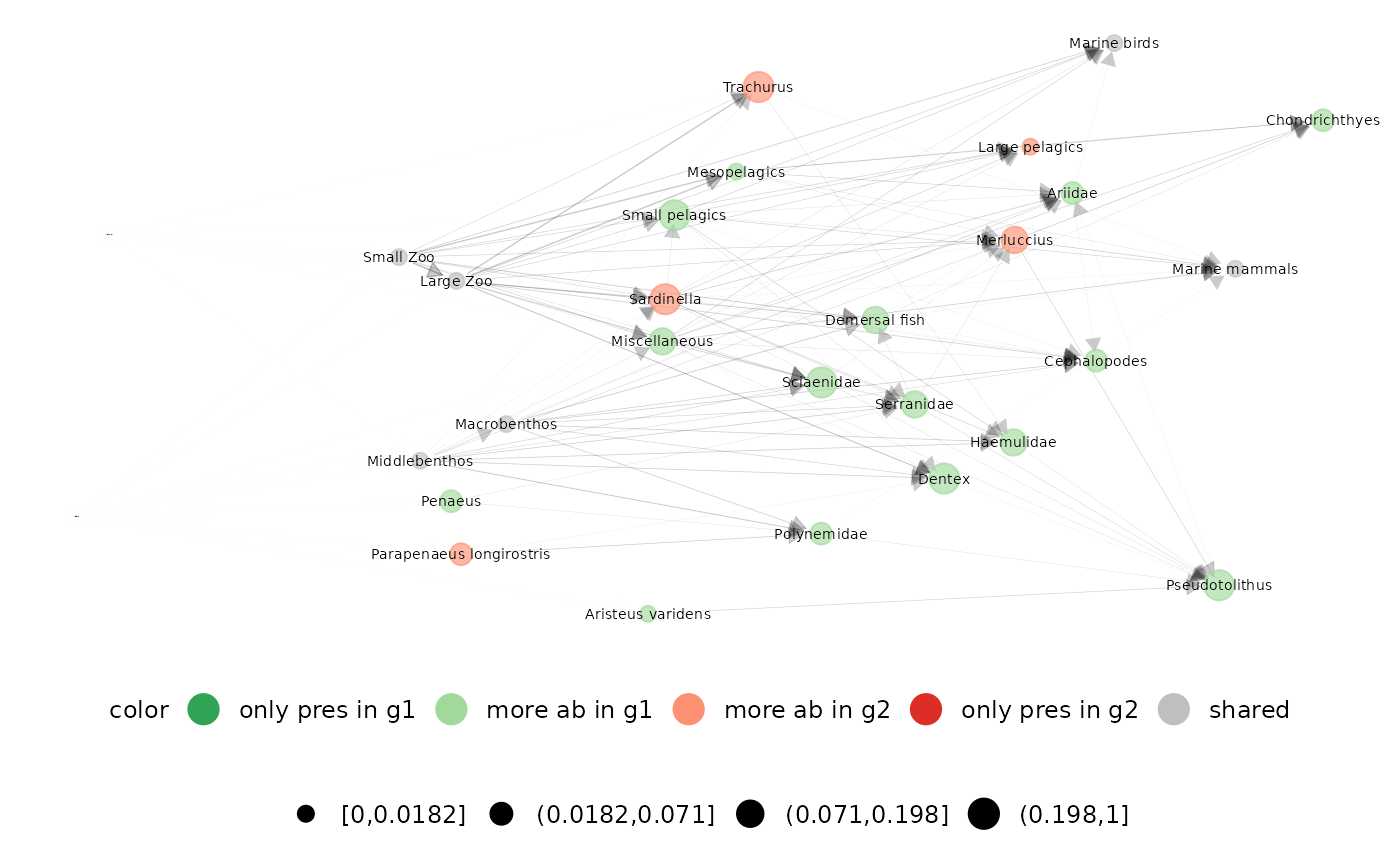 Marine birds
Trachurus
Chondrichthyes
Large pelagics
Mesopelagics
Ariidae
Small pelagics
Merluccius
Small Zoo
Marine mammals
Large Zoo
Sardinella
Demersal fish
Miscellaneous
Cephalopodes
Sciaenidae
Serranidae
Macrobenthos
Haemulidae
Middlebenthos
Dentex
Penaeus
Polynemidae
Parapenaeus longirostris
Pseudotolithus
Aristeus varidens
color only pres in g1 more ab in g1 more ab in g2 only pres in g2 shared
[0,0.0182] (0.0182,0.071] (0.071,0.198] (0.198,1]